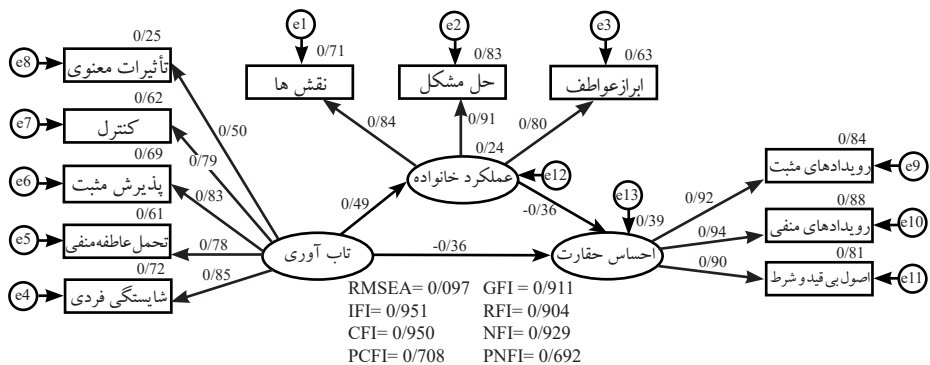 e1
e2
e3
0/71
0/83
0/63
نقش ها
حل مشکل
ابرازعواطف
0/84
0/91
0/80
e8
0/25
تأثیرات معنوی
0/50
e7
0/62
کنترل
0/79
e6
0/69
پذیرش مثبت
0/83
e5
0/61
تحمل عاطفه منفی
0/78
e4
0/72
شایستگی فردی
0/85
0/24
عملکرد خانواده
e12
0/49
-0/36
تاب آوری
-0/36
e13
0/39
احساس حقارت
0/92
0/94
0/90
0/84
رویدادهای مثبت
e9
0/88
رویدادهای منفی
e10
0/81
اصول بی قید و شرط
e11
RMSEA= 0/097 GFI = 0/911
IFI= 0/951 RFI= 0/904
CFI= 0/950 NFI= 0/929
PCFI= 0/708 PNFI= 0/692